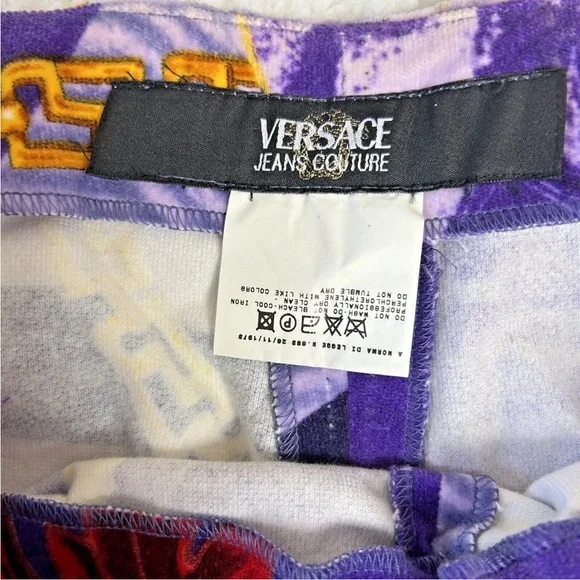 VERSACE
JEANS COUTURE
A NORMA DI LEGGE N.883 26/11/1973
DO NOT WASH-DO NOT BLEACH-COOL IRON
PROFESSIONALLY DRY CLEAN -
PERCHLORETHYLENE WITH LIKE COLORS
DO NOT TUMBLE DRY